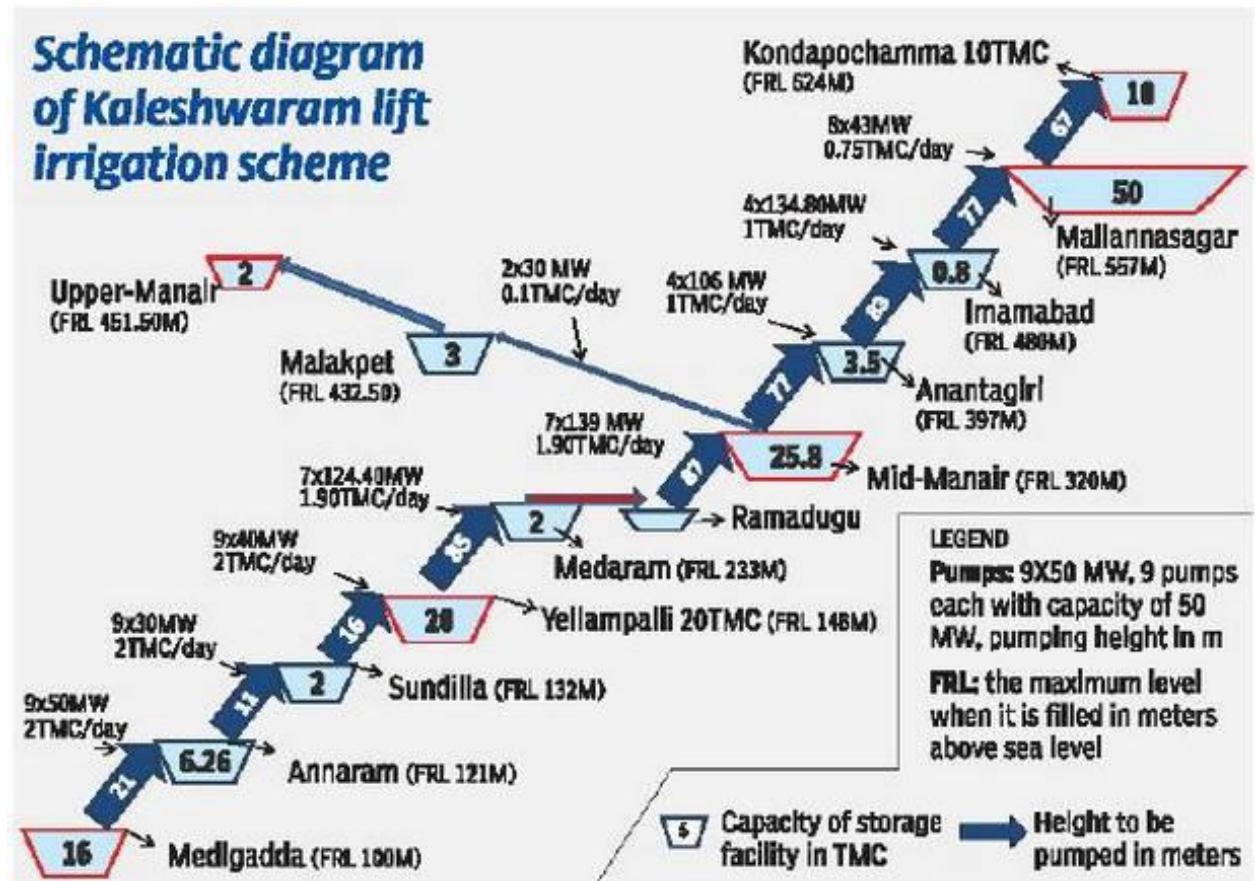 Schematic diagram
of Kaleshwaram lift
irrigation scheme
Kondapochamma 10TMC
(FRL 624M)
10
67
8x43MW
0.75TMC/day
50
Mallannasagar
(FRL 557M)
77
4x134.80MW
1TMC/day
0.8
Imamabad
(FRL 480M)
83
4x106 MW
1TMC/day
3.5
Anantagiri
(FRL 397M)
77
2x30 MW
0.1TMC/day
2
Upper-Manair
(FRL 451.50M)
3
Malakpet
(FRL 432.50)
7x139 MW
1.90TMC/day
25.8
Mid-Manair (FRL 320M)
87
Ramadugu
7x124.40MW
1.90TMC/day
2
Medaram (FRL 233M)
85
9x40MW
2TMC/day
20
Yellampalli 20TMC (FRL 148M)
16
9x30MW
2TMC/day
2
Sundilla (FRL 132M)
11
9x50MW
2TMC/day
6.26
Annaram (FRL 121M)
21
16
Medigadda (FRL 100M)
LEGEND
Pumps: 9X50 MW, 9 pumps
each with capacity of 50
MW, pumping height in m
FRL: the maximum level
when it is filled in meters
above sea level
Capacity of storage
facility in TMC
Height to be
pumped in meters